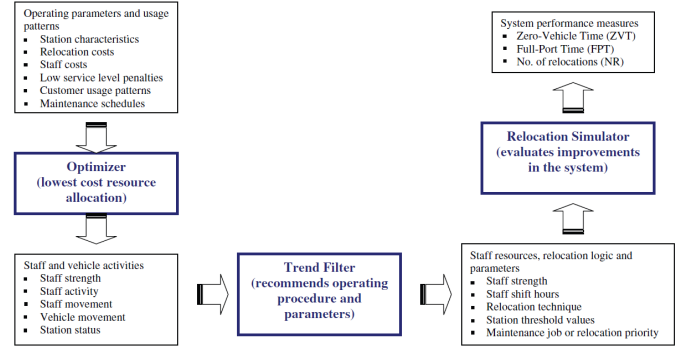 Operating parameters and usage
patterns
▪ Station characteristics
▪ Relocation costs
▪ Staff costs
▪ Low service level penalties
▪ Customer usage patterns
▪ Maintenance schedules
Optimizer
(lowest cost resource
allocation)
Staff and vehicle activities
▪ Staff strength
▪ Staff activity
▪ Staff movement
▪ Vehicle movement
▪ Station status
Trend Filter
(recommends operating
procedure and
parameters)
Staff resources, relocation logic and
parameters
▪ Staff strength
▪ Staff shift hours
▪ Relocation technique
▪ Station threshold values
▪ Maintenance job or relocation priority
Relocation Simulator
(evaluates improvements
in the system)
System performance measures
▪ Zero-Vehicle Time (ZVT)
▪ Full-Port Time (FPT)
▪ No. of relocations (NR)